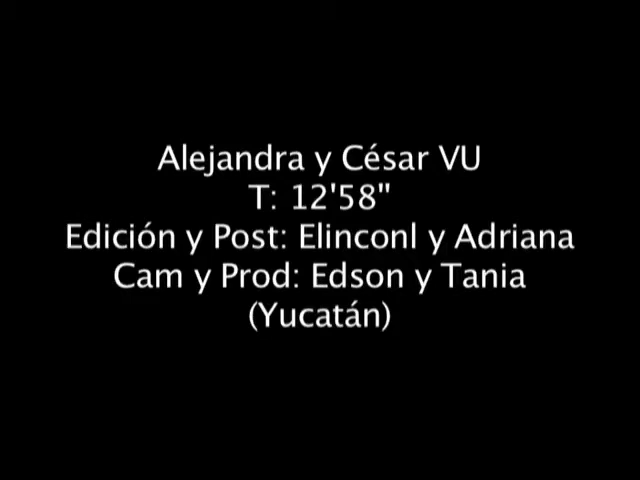 Alejandra y César VU
T: 12'58"
Edición y Post: Elinconl y Adriana
Cam y Prod: Edson y Tania
(Yucatán)